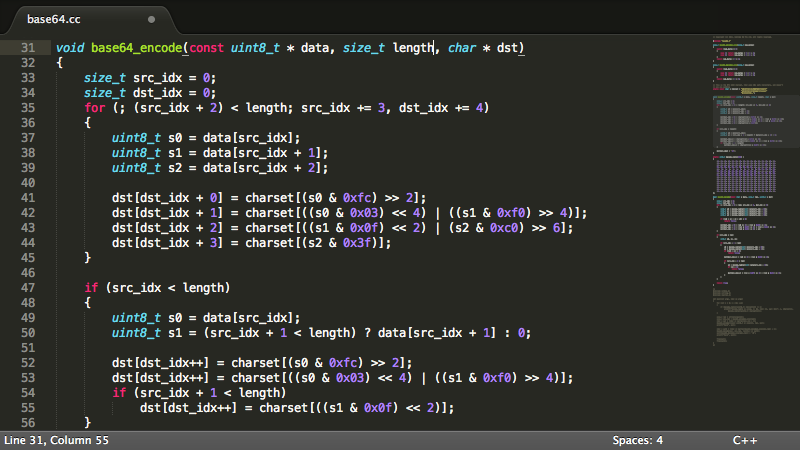 base64.cc
31 void base64_encode(const uint8_t * data, size_t length, char * dst)
32 {
33     size_t src_idx = 0;
34     size_t dst_idx = 0;
35     for (; (src_idx + 2) < length; src_idx += 3, dst_idx += 4)
36     {
37         uint8_t s0 = data[src_idx];
38         uint8_t s1 = data[src_idx + 1];
39         uint8_t s2 = data[src_idx + 2];
40
41         dst[dst_idx + 0] = charset[(s0 & 0xfc) >> 2];
42         dst[dst_idx + 1] = charset[((s0 & 0x03) << 4) | ((s1 & 0xf0) >> 4)];
43         dst[dst_idx + 2] = charset[((s1 & 0x0f) << 2) | (s2 & 0xc0) >> 6];
44         dst[dst_idx + 3] = charset[(s2 & 0x3f)];
45     }
46
47     if (src_idx < length)
48     {
49         uint8_t s0 = data[src_idx];
50         uint8_t s1 = (src_idx + 1 < length) ? data[src_idx + 1] : 0;
51
52         dst[dst_idx++] = charset[(s0 & 0xfc) >> 2];
53         dst[dst_idx++] = charset[((s0 & 0x03) << 4) | ((s1 & 0xf0) >> 4)];
54         if (src_idx + 1 < length)
55             dst[dst_idx++] = charset[((s1 & 0x0f) << 2)];
56     }
Line 31, Column 55
Spaces: 4
C++